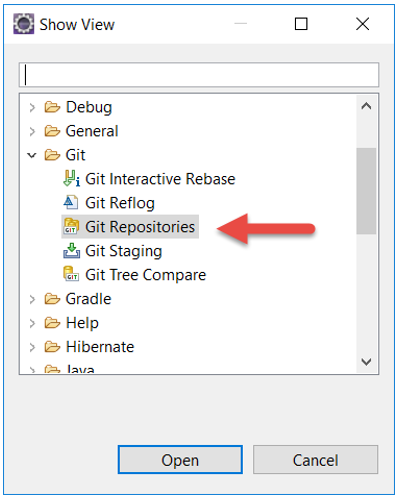 Show View
Debug
General
Git
Git Interactive Rebase
Git Reflog
Git Repositories
Git Staging
Git Tree Compare
Gradle
Help
Hibernate
Java
Open
Cancel